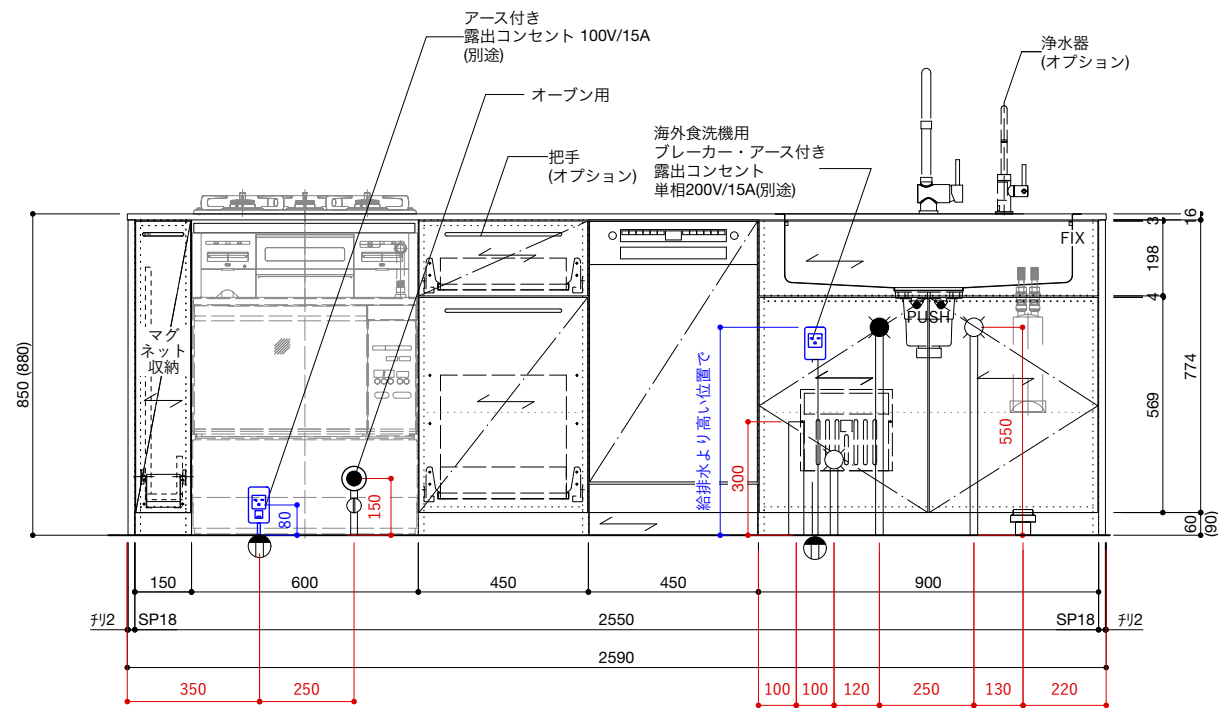 アース付き
露出コンセント 100V/15A
(別途)
オーブン用
把手
(オプション)
海外食洗機用
ブレーカー・アース付き
露出コンセント
単相200V/15A(別途)
浄水器
(オプション)
FIX
PUSH
マグ
ネット
収納
給排水より高い位置で
850 (880)
16
3
198
4
774
569
60
(90)
80
150
300
550
150
600
450
450
900
ﾁﾘ2
SP18
2550
SP18
ﾁﾘ2
2590
350
250
100
100
120
250
130
220